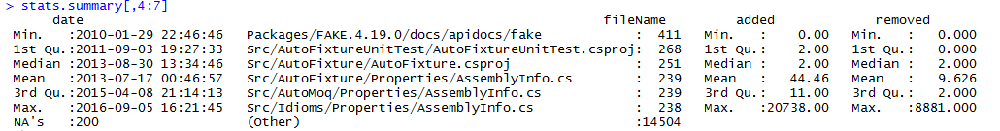 > stats.summary[,4:7]
date fileName added removed
Min. :2010-01-29 22:46:46 Packages/FAKE.4.19.0/docs/apidocs/fake : 411 Min. : 0.00 Min. : 0.000
1st Qu.:2011-09-03 19:27:33 Src/AutoFixtureUnitTest/AutoFixtureUnitTest.csproj: 268 1st Qu.: 2.00 1st Qu.: 0.000
Median :2013-08-30 13:34:46 Src/AutoFixture/AutoFixture.csproj : 251 Median : 2.00 Median : 2.000
Mean :2013-07-17 00:46:57 Src/AutoFixture/Properties/AssemblyInfo.cs : 239 Mean : 44.46 Mean : 9.626
3rd Qu.:2015-04-08 21:14:13 Src/AutoMoq/Properties/AssemblyInfo.cs : 239 3rd Qu.: 11.00 3rd Qu.: 2.000
Max. :2016-09-05 16:21:45 Src/Idioms/Properties/AssemblyInfo.cs : 238 Max. :20738.00 Max. :8881.000
NA's :200 (Other) :14504